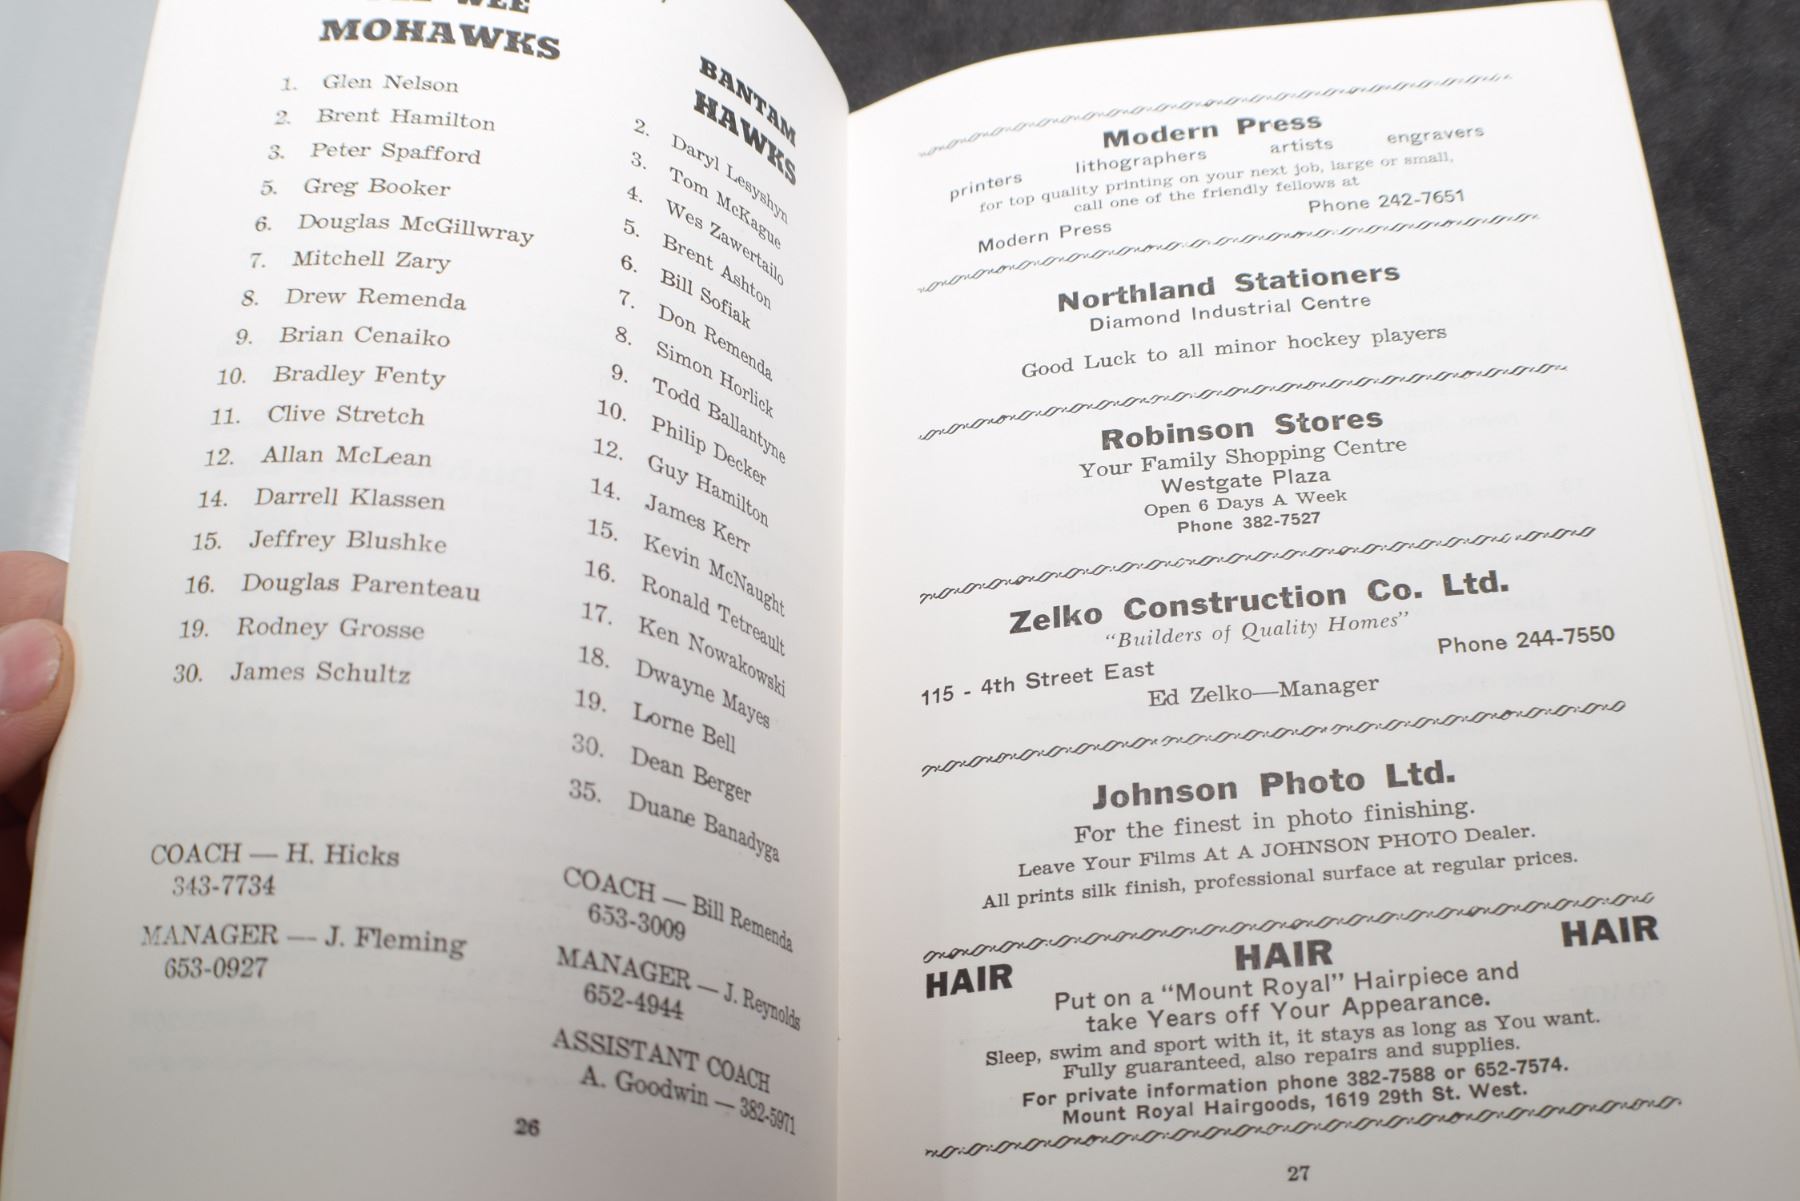 WEE
MOHAWKS
1. Glen Nelson
2. Brent Hamilton
3. Peter Spafford
5. Greg Booker
6. Douglas McGillwray
7. Mitchell Zary
8. Drew Remenda
9. Brian Cenaiko
10. Bradley Fenty
11. Clive Stretch
12. Allan McLean
14. Darrell Klassen
15. Jeffrey Blushke
16. Douglas Parenteau
19. Rodney Grosse
30. James Schultz
COACH — H. Hicks
343-7734
MANAGER — J. Fleming
653-0927
BANTAM
HAWKS
2. Daryl Lesyshyn
3. Tom McKague
4. Wes Zawertailo
5. Brent Ashton
6. Bill Sofiak
7. Don Remenda
8. Simon Horlick
9. Todd Ballantyne
10. Philip Decker
12. Guy Hamilton
14. James Kerr
15. Kevin McNaught
16. Ronald Tetreault
17. Ken Nowakowski
18. Dwayne Mayes
19. Lorne Bell
30. Dean Berger
35. Duane Banadyga
COACH — Bill Remenda
653-3009
MANAGER — J. Reynolds
652-4944
ASSISTANT COACH
A. Goodwin — 382-5971
26
Modern Press
printers lithographers artists engravers
for top quality printing on your next job, large or small,
call one of the friendly fellows at
Modern Press Phone 242-7651
Northland Stationers
Diamond Industrial Centre
Good Luck to all minor hockey players
Robinson Stores
Your Family Shopping Centre
Westgate Plaza
Open 6 Days A Week
Phone 382-7527
Zelko Construction Co. Ltd.
"Builders of Quality Homes"
115 - 4th Street East Phone 244-7550
Ed Zelko—Manager
Johnson Photo Ltd.
For the finest in photo finishing.
Leave Your Films At A JOHNSON PHOTO Dealer.
All prints silk finish, professional surface at regular prices.
HAIR HAIR HAIR
Put on a "Mount Royal" Hairpiece and
take Years off Your Appearance.
Sleep, swim and sport with it, it stays as long as You want.
Fully guaranteed, also repairs and supplies.
For private information phone 382-7588 or 652-7574.
Mount Royal Hairgoods, 1619 29th St. West.
27